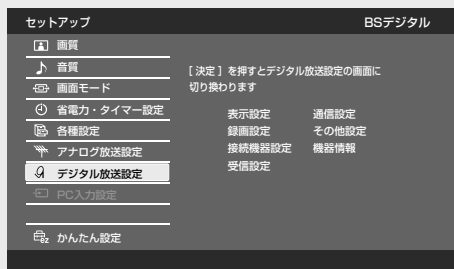 セットアップ
BSデジタル
画質
音質
画面モード
省電力・タイマー設定
各種設定
アナログ放送設定
デジタル放送設定
PC入力設定
かんたん設定
[ 決定 ] を押すとデジタル放送設定の画面に
切り換わります
表示設定 通信設定
録画設定 その他設定
接続機器設定 機器情報
受信設定